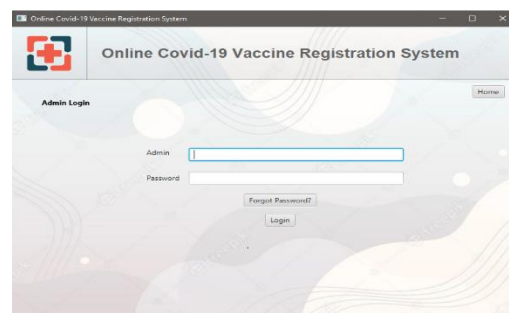 Online Covid-19 Vaccine Registration System
Online Covid-19 Vaccine Registration System
Home
Admin Login
Admin
Password
Forgot Password?
Login